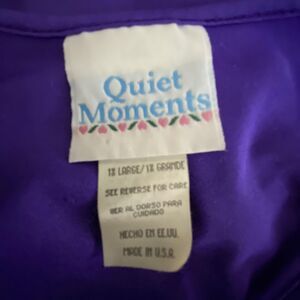 Quiet
Moments
1X LARGE/1X GRANDE
SEE REVERSE FOR CARE
VER AL DORSO PARA
CUIDADO
HECHO EN EE.UU.
MADE IN U.S.A.